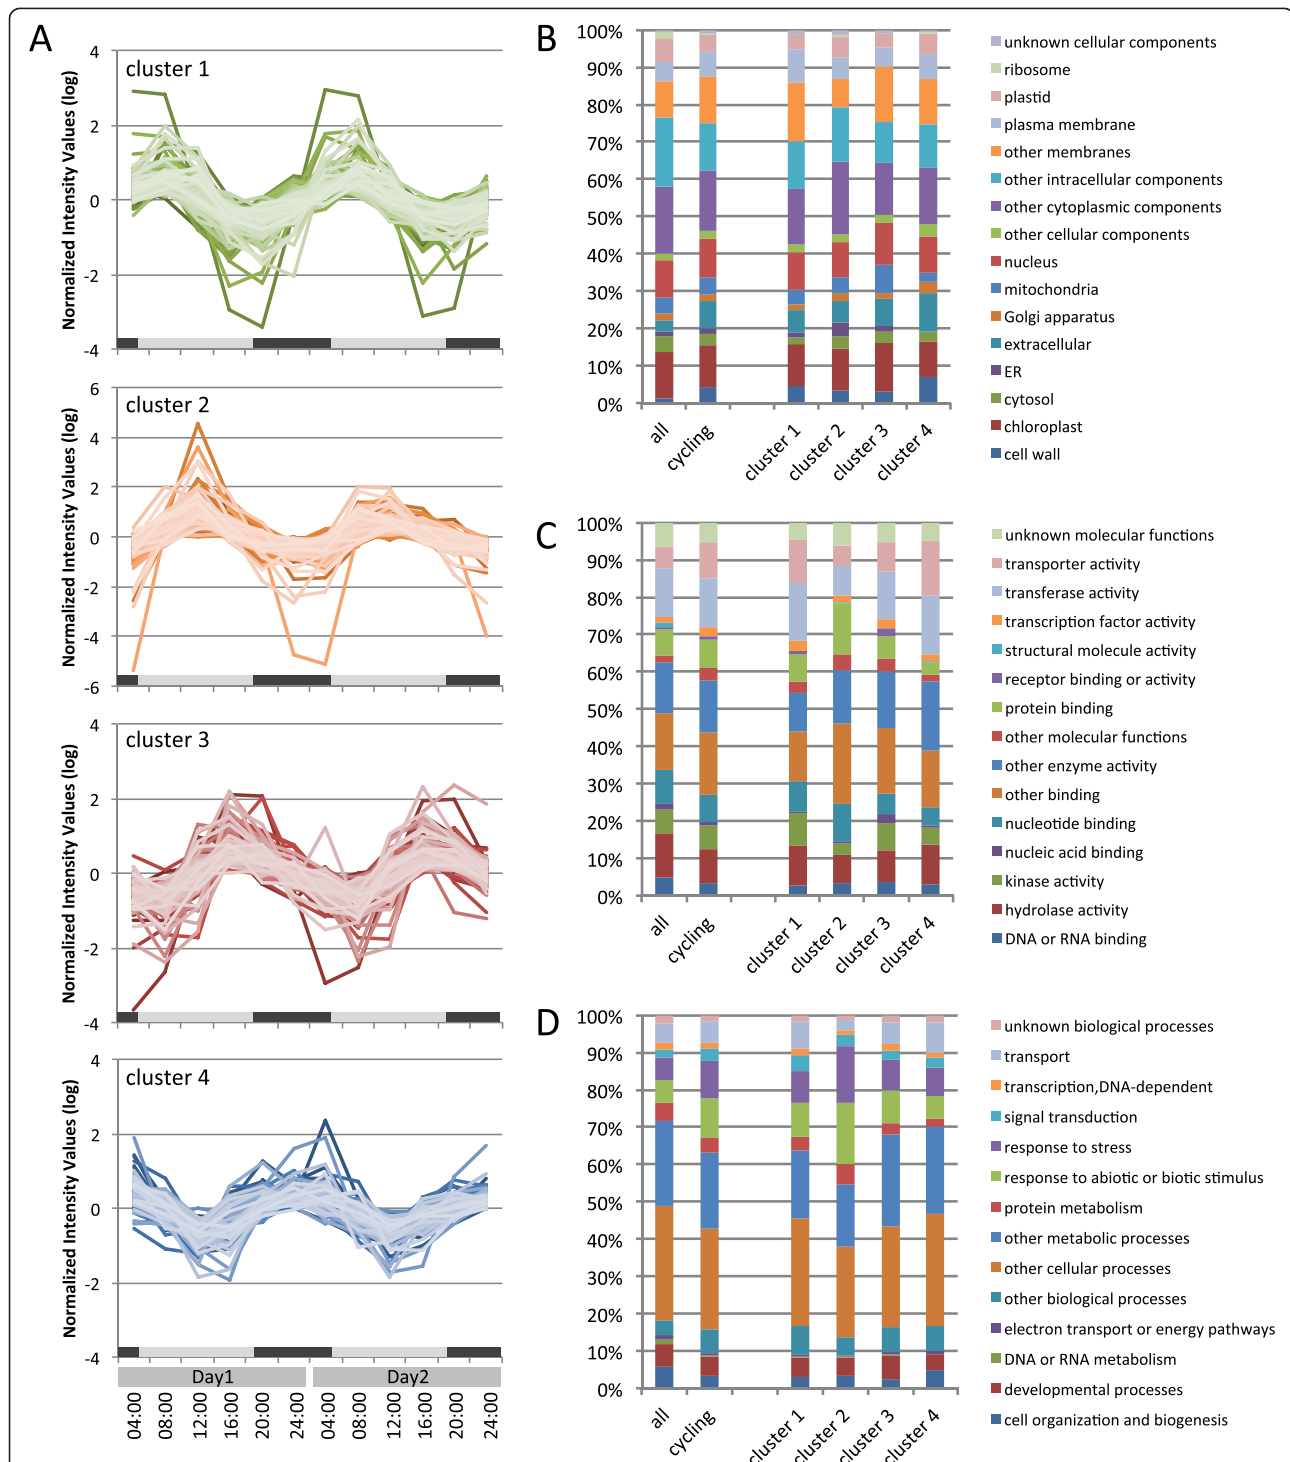 A
Normalized Intensity Values (log)
cluster 1
4
2
0
-2
-4
Normalized Intensity Values (log)
cluster 2
6
4
2
0
-2
-4
-6
Normalized Intensity Values (log)
cluster 3
4
2
0
-2
-4
Normalized Intensity Values (log)
cluster 4
4
2
0
-2
-4
Day1
Day2
04:00
08:00
12:00
16:00
20:00
24:00
04:00
08:00
12:00
16:00
20:00
24:00
B
100%
90%
80%
70%
60%
50%
40%
30%
20%
10%
0%
all
cycling
cluster 1
cluster 2
cluster 3
cluster 4
unknown cellular components
ribosome
plastid
plasma membrane
other membranes
other intracellular components
other cytoplasmic components
other cellular components
nucleus
mitochondria
Golgi apparatus
extracellular
ER
cytosol
chloroplast
cell wall
C
100%
90%
80%
70%
60%
50%
40%
30%
20%
10%
0%
all
cycling
cluster 1
cluster 2
cluster 3
cluster 4
unknown molecular functions
transporter activity
transferase activity
transcription factor activity
structural molecule activity
receptor binding or activity
protein binding
other molecular functions
other enzyme activity
other binding
nucleotide binding
nucleic acid binding
kinase activity
hydrolase activity
DNA or RNA binding
D
100%
90%
80%
70%
60%
50%
40%
30%
20%
10%
0%
all
cycling
cluster 1
cluster 2
cluster 3
cluster 4
unknown biological processes
transport
transcription,DNA-dependent
signal transduction
response to stress
response to abiotic or biotic stimulus
protein metabolism
other metabolic processes
other cellular processes
other biological processes
electron transport or energy pathways
DNA or RNA metabolism
developmental processes
cell organization and biogenesis